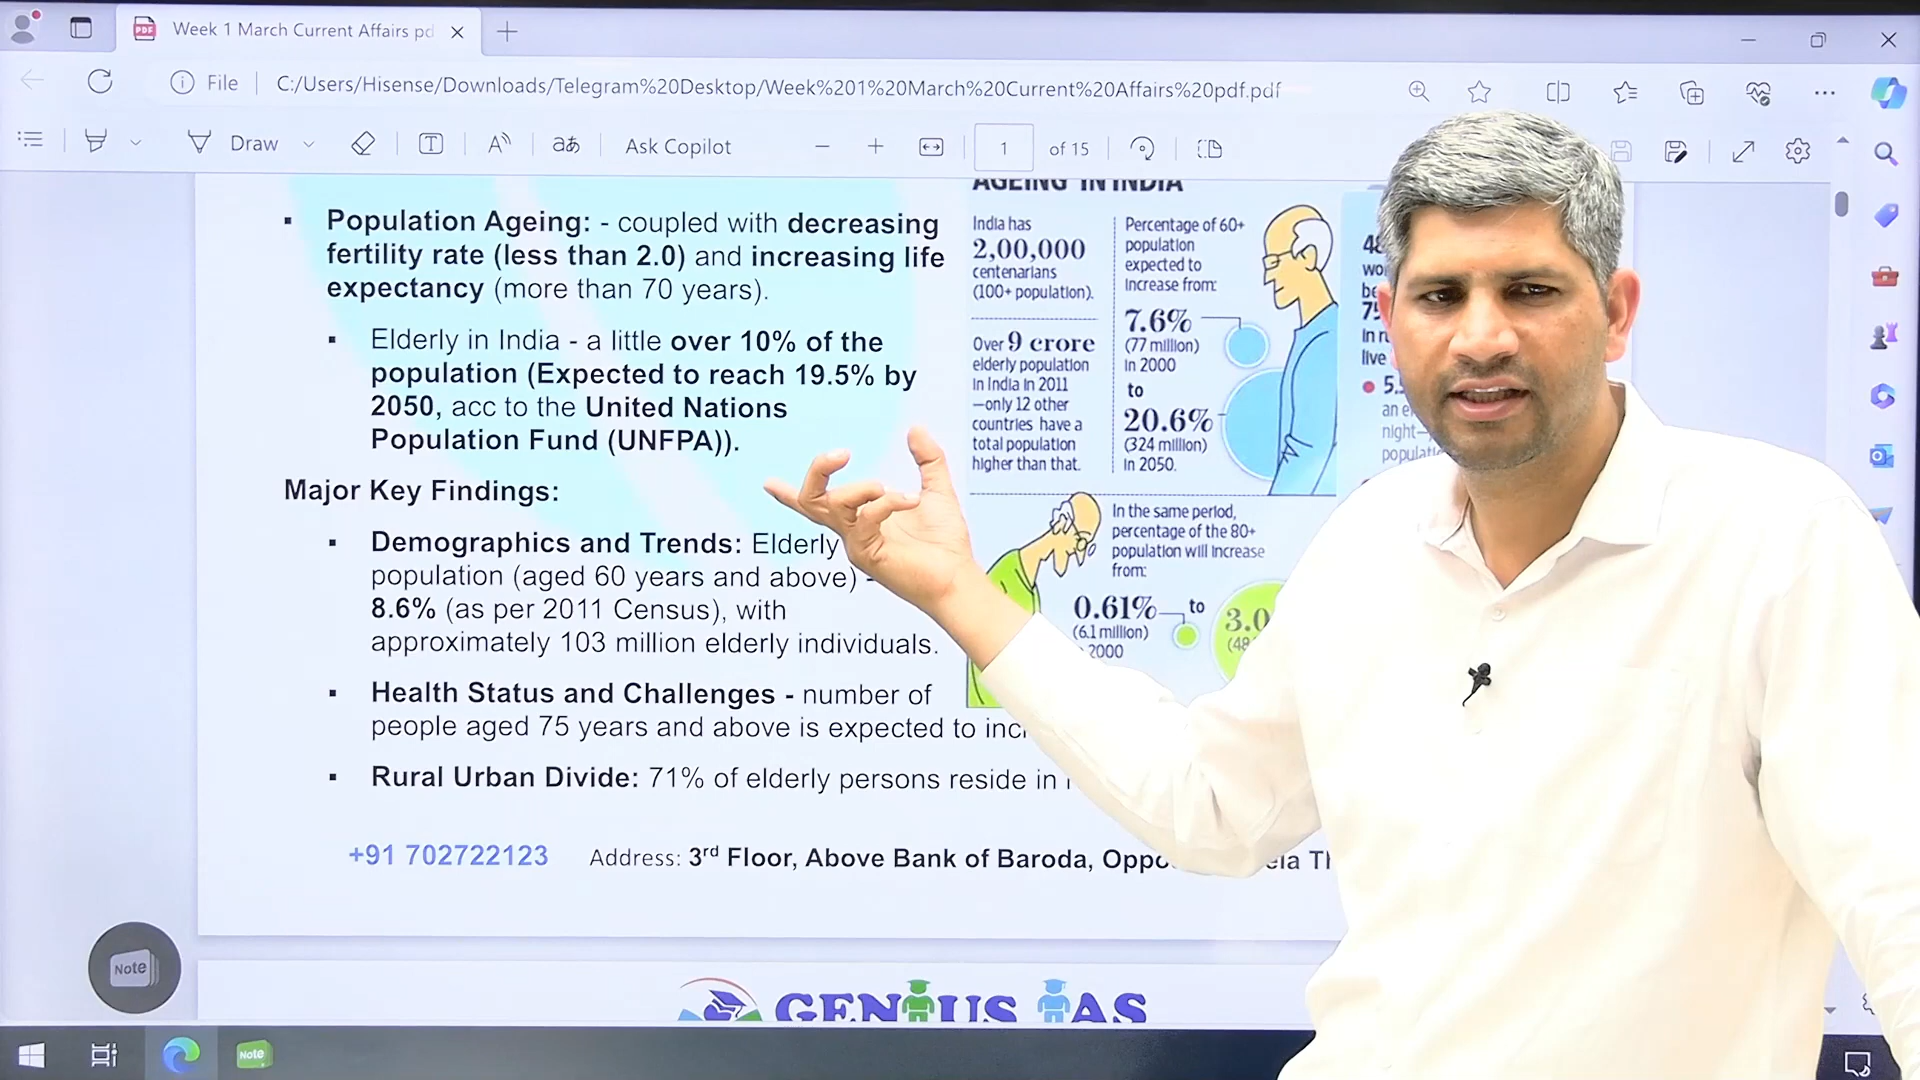 Week 1 March Current Affairs pd
File
C:/Users/Hisense/Downloads/Telegram%20Desktop/Week%201%20March%20Current%20Affairs%20pdf.pdf
Draw
Ask Copilot
1
of 15
▪ Population Ageing: - coupled with decreasing
fertility rate (less than 2.0) and increasing life
expectancy (more than 70 years).
▪ Elderly in India - a little over 10% of the
population (Expected to reach 19.5% by
2050, acc to the United Nations
Population Fund (UNFPA)).
Major Key Findings:
▪ Demographics and Trends: Elderly
population (aged 60 years and above) -
8.6% (as per 2011 Census), with
approximately 103 million elderly individuals.
▪ Health Status and Challenges - number of
people aged 75 years and above is expected to
▪ Rural Urban Divide: 71% of elderly persons reside in
AGEING IN INDIA
India has
2,00,000
centenarians
(100+ population).
Over 9 crore
elderly population
in India in 2011
—only 12 other
countries have a
total population
higher than that.
Percentage of 60+
population
expected to
increase from:
7.6%
(77 million)
in 2000
to
20.6%
(324 million)
in 2050.
In the same period,
percentage of the 80+
population will increase
from:
0.61%
to
(6.1 million)
2000
3.0
(48
live
5.
night—
+91 702722123
Address: 3rd Floor, Above Bank of Baroda,
GENIUS IAS
Note
Note